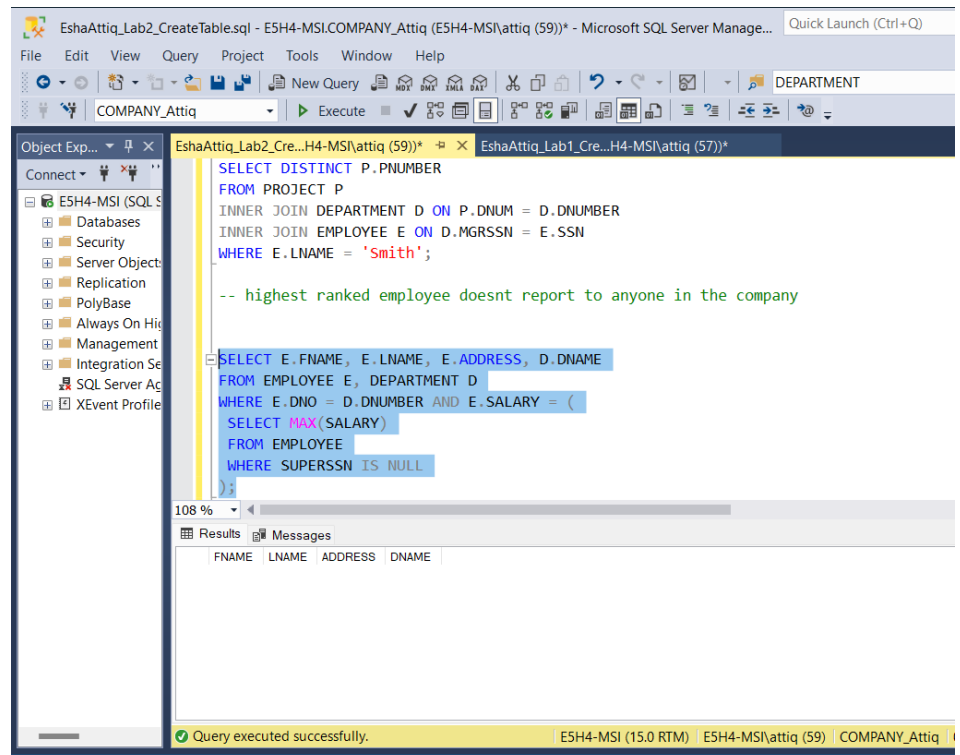 EshaAttiq_Lab2_CreateTable.sql - E5H4-MSI.COMPANY_Attiq (E5H4-MSI\attiq (59))* - Microsoft SQL Server Manage...
Quick Launch (Ctrl+Q)
File Edit View Query Project Tools Window Help
New Query MDX DMX XMLA DAX DEPARTMENT
COMPANY_Attiq Execute
Object Exp...
EshaAttiq_Lab2_Cre...H4-MSI\attiq (59))* EshaAttiq_Lab1_Cre...H4-MSI\attiq (57))*
Connect
E5H4-MSI (SQL S
Databases
Security
Server Object
Replication
PolyBase
Always On Hi
Management
Integration Se
SQL Server Ag
XEvent Profile
SELECT DISTINCT P.PNUMBER
FROM PROJECT P
INNER JOIN DEPARTMENT D ON P.DNUM = D.DNUMBER
INNER JOIN EMPLOYEE E ON D.MGRSSN = E.SSN
WHERE E.LNAME = 'Smith';
-- highest ranked employee doesnt report to anyone in the company
SELECT E.FNAME, E.LNAME, E.ADDRESS, D.DNAME
FROM EMPLOYEE E, DEPARTMENT D
WHERE E.DNO = D.DNUMBER AND E.SALARY = (
SELECT MAX(SALARY)
FROM EMPLOYEE
WHERE SUPERSSN IS NULL
);
108 %
Results Messages
FNAME LNAME ADDRESS DNAME
Query executed successfully. E5H4-MSI (15.0 RTM) E5H4-MSI\attiq (59) COMPANY_Attiq